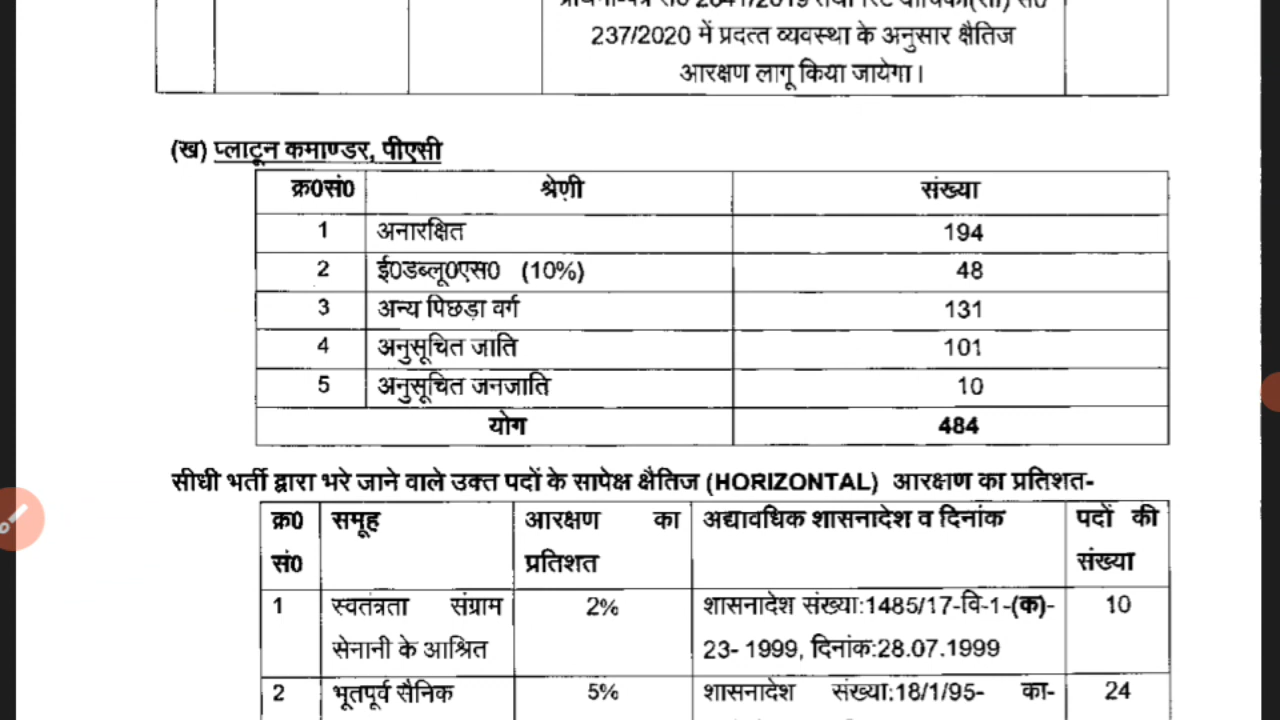 237/2020 में प्रदत्त व्यवस्था के अनुसार क्षैतिज
आरक्षण लागू किया जायेगा।
(ख) प्लाटून कमाण्डर, पीएसी
क्र0सं0 श्रेणी संख्या
1 अनारक्षित 194
2 ई0डब्लू0एस0 (10%) 48
3 अन्य पिछड़ा वर्ग 131
4 अनुसूचित जाति 101
5 अनुसूचित जनजाति 10
योग 484
सीधी भर्ती द्वारा भरे जाने वाले उक्त पदों के सापेक्ष क्षैतिज (HORIZONTAL) आरक्षण का प्रतिशत-
क्र0 समूह आरक्षण का अद्यावधिक शासनादेश व दिनांक पदों की
सं0 प्रतिशत संख्या
1 स्वतंत्रता संग्राम 2% शासनादेश संख्या:1485/17-वि-1-(क)- 10
सेनानी के आश्रित 23- 1999, दिनांक:28.07.1999
2 भूतपूर्व सैनिक 5% शासनादेश संख्या:18/1/95- का- 24